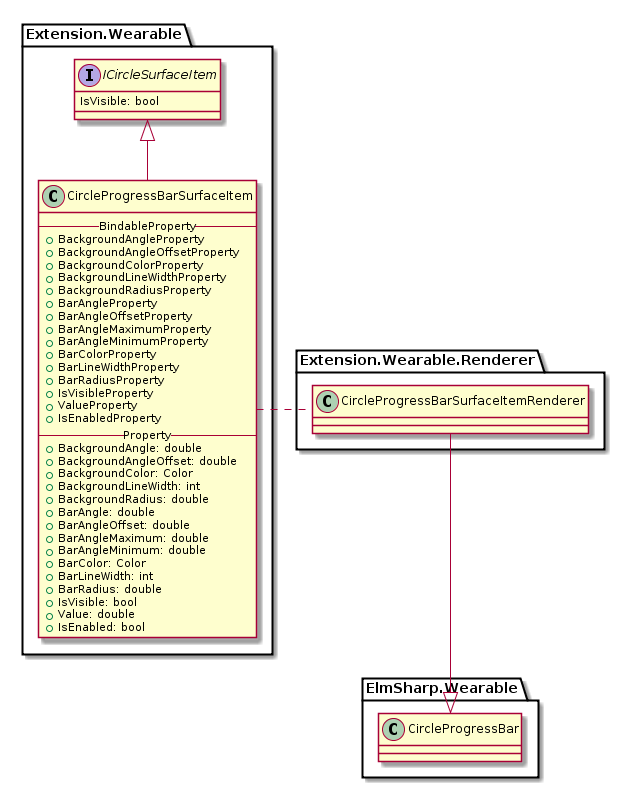 Extension.Wearable
I ICircleSurfaceItem
IsVisible: bool
C CircleProgressBarSurfaceItem
BindableProperty
BackgroundAngleProperty
BackgroundAngleOffsetProperty
BackgroundColorProperty
BackgroundLineWidthProperty
BackgroundRadiusProperty
BarAngleProperty
BarAngleOffsetProperty
BarAngleMaximumProperty
BarAngleMinimumProperty
BarColorProperty
BarLineWidthProperty
BarRadiusProperty
IsVisibleProperty
ValueProperty
IsEnabledProperty
Property
BackgroundAngle: double
BackgroundAngleOffset: double
BackgroundColor: Color
BackgroundLineWidth: int
BackgroundRadius: double
BarAngle: double
BarAngleOffset: double
BarAngleMaximum: double
BarAngleMinimum: double
BarColor: Color
BarLineWidth: int
BarRadius: double
IsVisible: bool
Value: double
IsEnabled: bool
Extension.Wearable.Renderer
C CircleProgressBarSurfaceItemRenderer
ElmSharp.Wearable
C CircleProgressBar